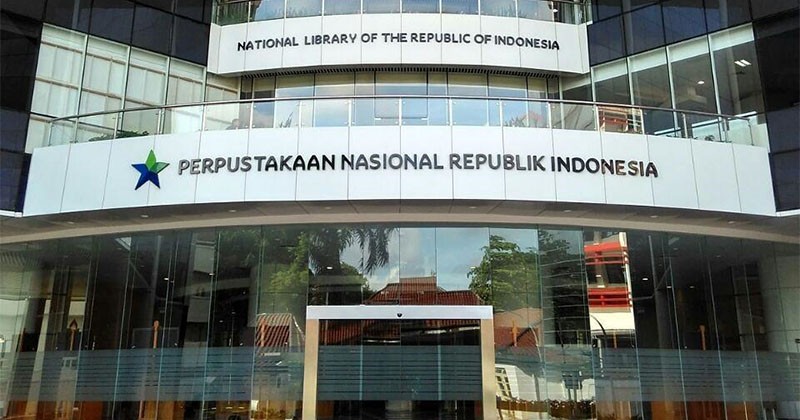 NATIONAL LIBRARY OF THE REPUBLIC OF INDONESIA
PERPUSTAKAAN NASIONAL REPUBLIK INDONESIA